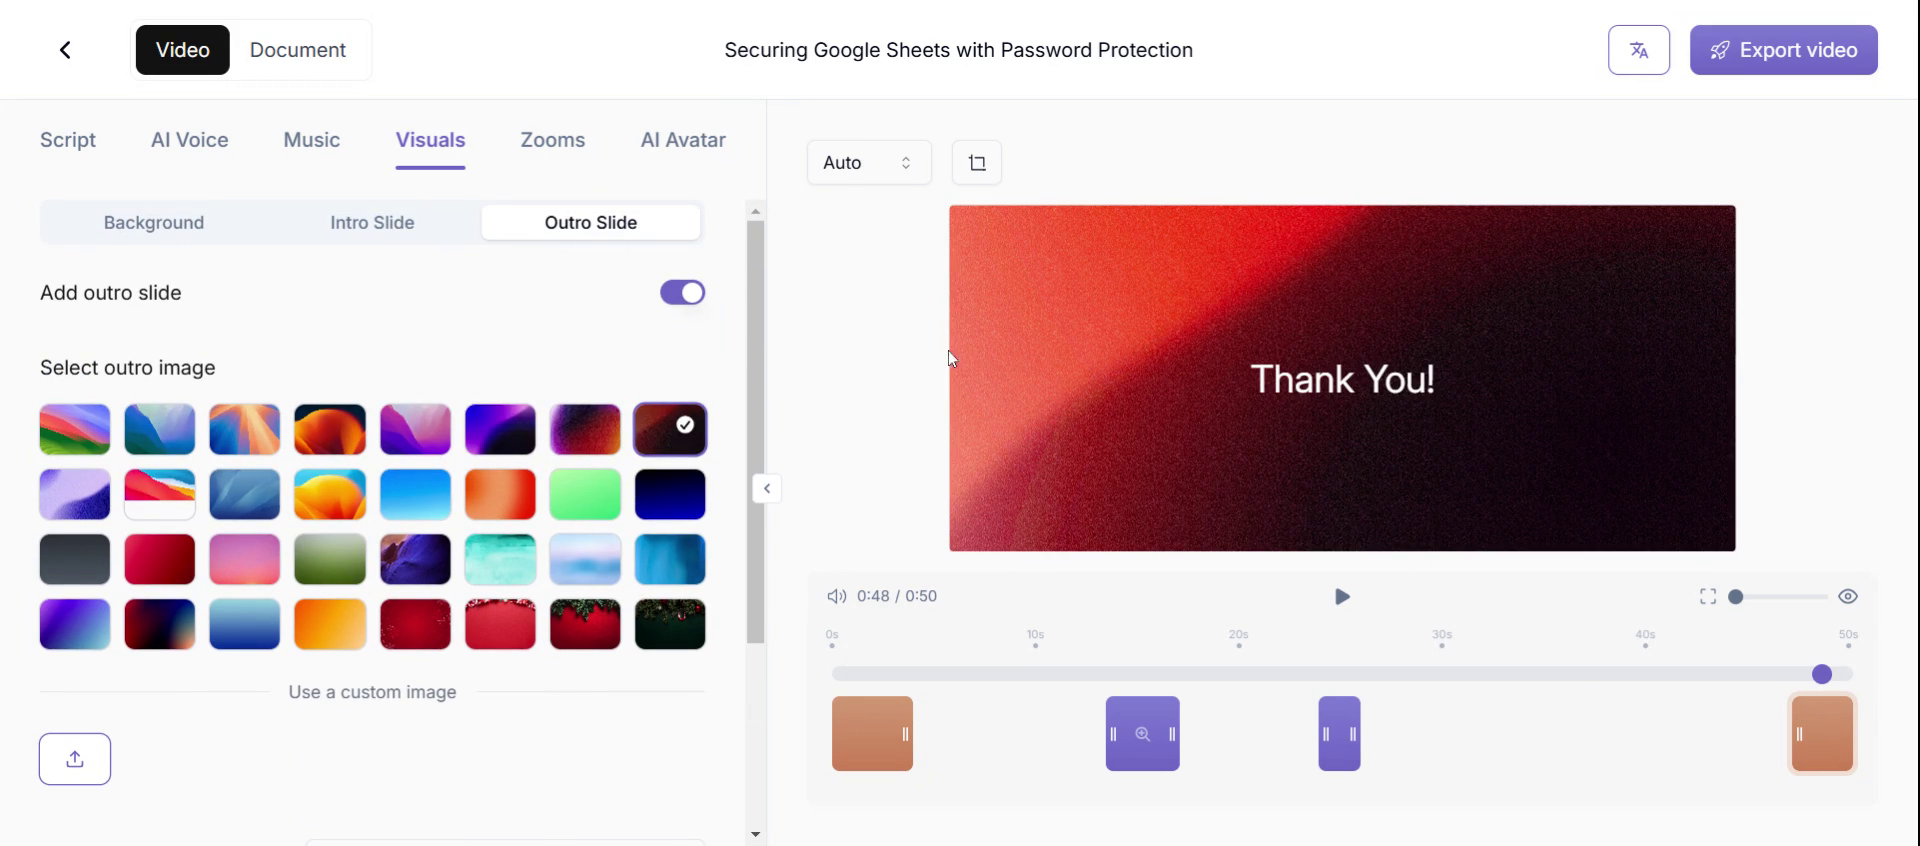 Video
Document
Securing Google Sheets with Password Protection
Export video
Script
AI Voice
Music
Visuals
Zooms
AI Avatar
Background
Intro Slide
Outro Slide
Add outro slide
Select outro image
Use a custom image
Auto
Thank You!
0:48 / 0:50
0s
10s
20s
30s
40s
50s